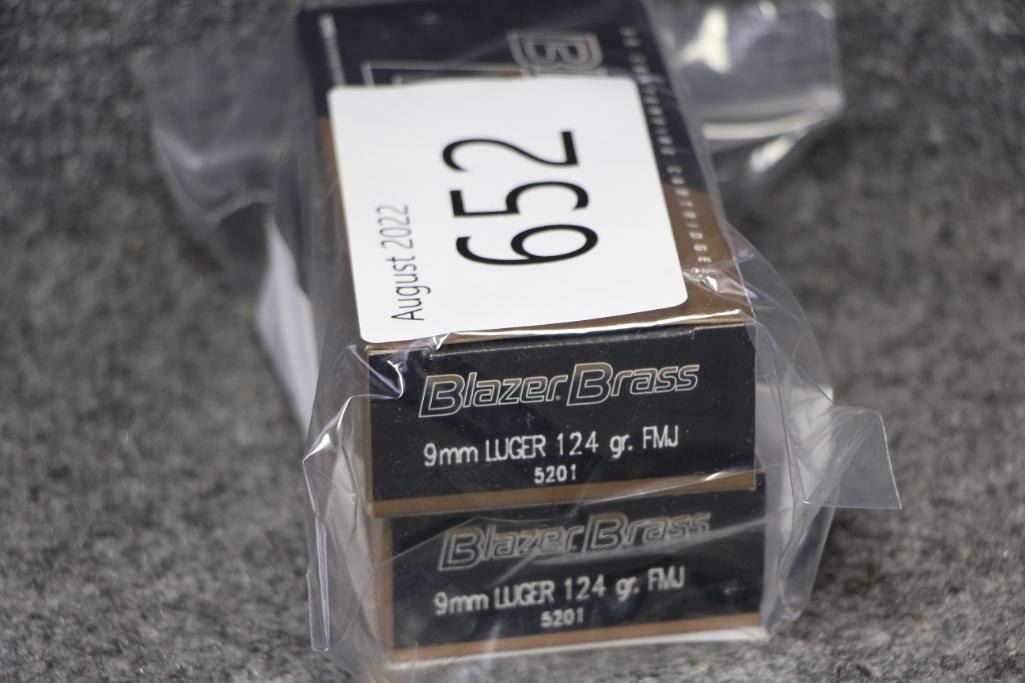 August 2022
652
CARTRIDGE
Blazer Brass
9mm LUGER 124 gr. FMJ
5201
Blazer Brass
9mm LUGER 124 gr. FMJ
5201